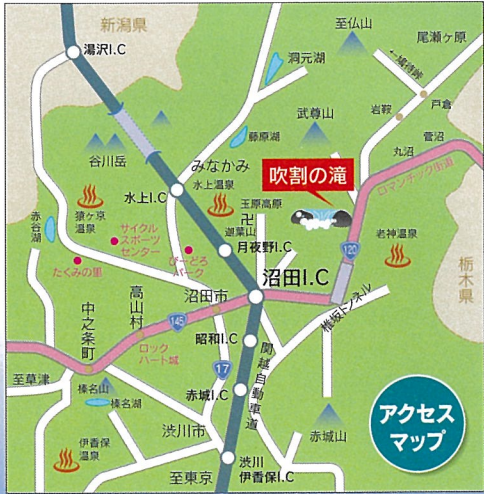 新潟県
湯沢I.C
至仏山
尾瀬ヶ原
洞元湖
←鳩待峠
戸倉
岩鞍
武尊山
菅沼
丸沼
藤原湖
谷川岳
みなかみ
水上I.C
水上温泉
吹割の滝
ロマンチック街道
玉原高原
卍
迦葉山
赤谷湖
猿ヶ京
温泉
サイクル
スポーツ
センター
びーどろ
パーク
たくみの里
月夜野I.C
120
老神温泉
栃木県
沼田I.C
沼田市
椎坂トンネル
高山村
中之条町
145
昭和I.C
ロック
ハート城
17
関越自動車道
至草津
榛名山
榛名湖
赤城I.C
赤城山
渋川市
伊香保
温泉
渋川
伊香保I.C
至東京
アクセス
マップ